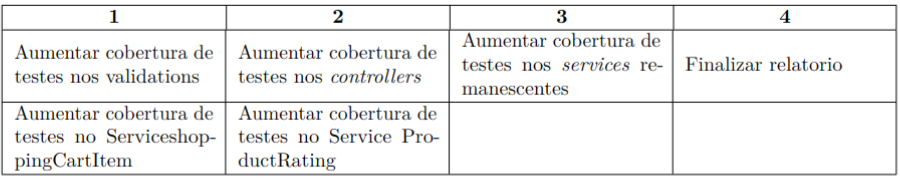 1 2 3 4
Aumentar cobertura de
testes nos validations
Aumentar cobertura de
testes nos controllers
Aumentar cobertura de
testes nos services re-
manescentes
Finalizar relatorio
Aumentar cobertura de
testes no Serviceshop-
pingCartItem
Aumentar cobertura de
testes no Service Pro-
ductRating